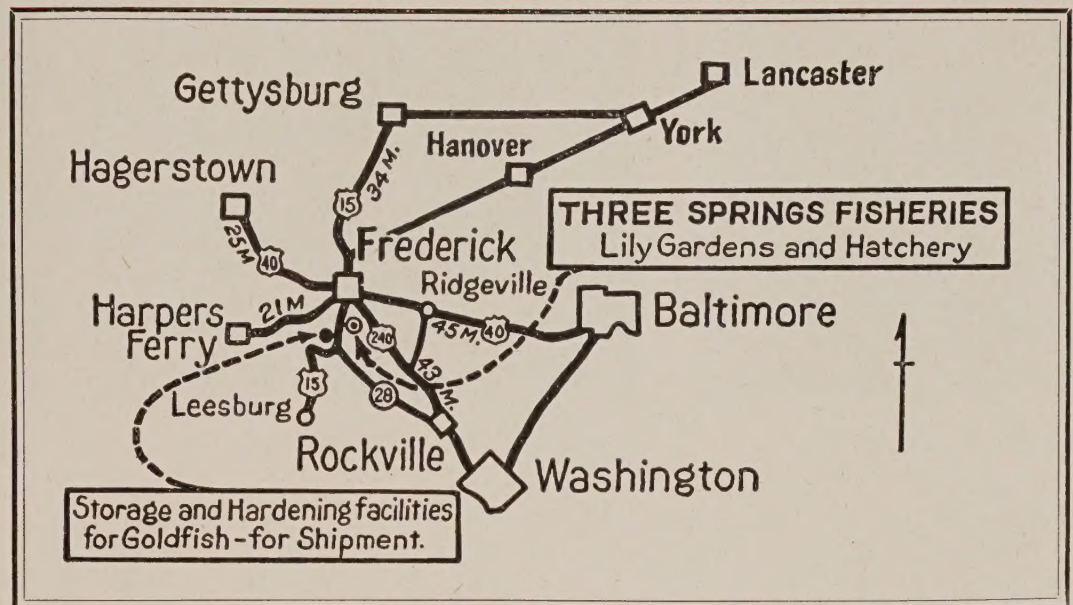 Lancaster
Gettysburg
York
Hanover
34 M.
Hagerstown
15
THREE SPRINGS FISHERIES
Lily Gardens and Hatchery
25 M
40
Frederick
Ridgeville
21 M
Baltimore
Harpers
Ferry
45 M.
40
240
43 M.
15
28
Leesburg
Rockville
Washington
Storage and Hardening facilities
for Goldfish-for Shipment.